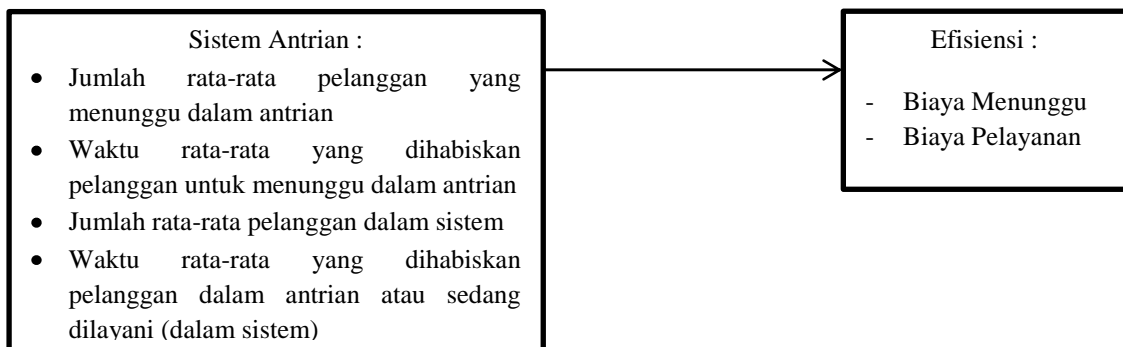 Sistem Antrian :
• Jumlah rata-rata pelanggan yang
menunggu dalam antrian
• Waktu rata-rata yang dihabiskan
pelanggan untuk menunggu dalam antrian
• Jumlah rata-rata pelanggan dalam sistem
• Waktu rata-rata yang dihabiskan
pelanggan dalam antrian atau sedang
dilayani (dalam sistem)
Efisiensi :
- Biaya Menunggu
- Biaya Pelayanan